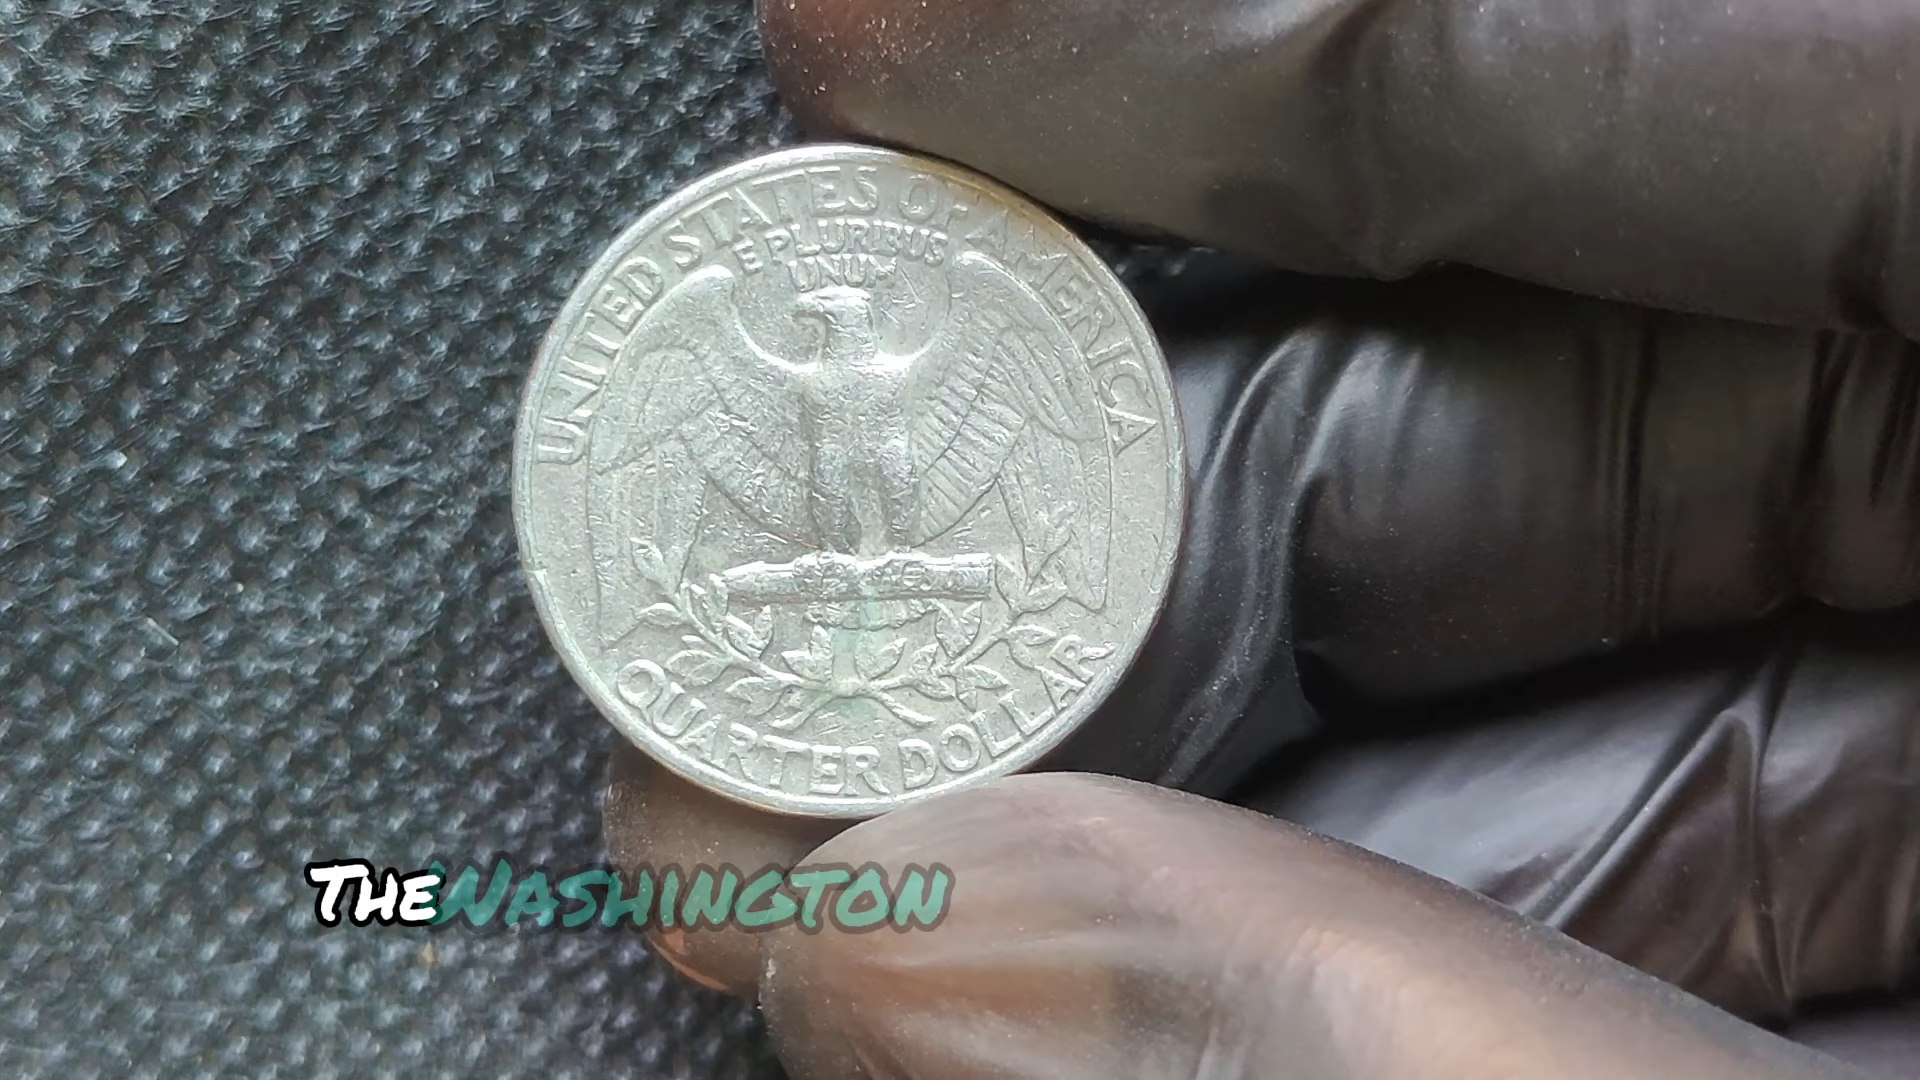 UNITED STATES OF AMERICA
E PLURIBUS
UNUM
QUARTER DOLLAR
THE WASHINGTON